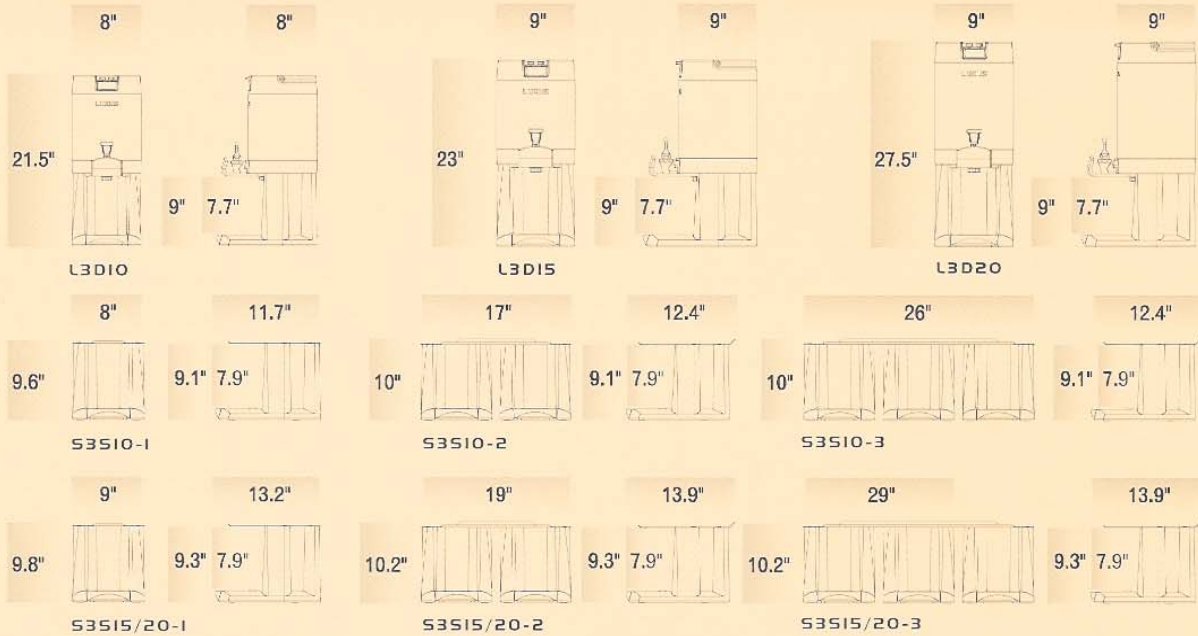 8" 8" 9" 9" 9" 9"
21.5" 23" 27.5"
9" 7.7" 9" 7.7" 9" 7.7"
L3D10 L3D15 L3D20
8" 11.7" 17" 12.4" 26" 12.4"
9.6" 9.1" 7.9" 10" 9.1" 7.9" 10" 9.1" 7.9"
S3S10-1 S3S10-2 S3S10-3
9" 13.2" 19" 13.9" 29" 13.9"
9.8" 9.3" 7.9" 10.2" 9.3" 7.9" 10.2" 9.3" 7.9"
S3S15/20-1 S3S15/20-2 S3S15/20-3